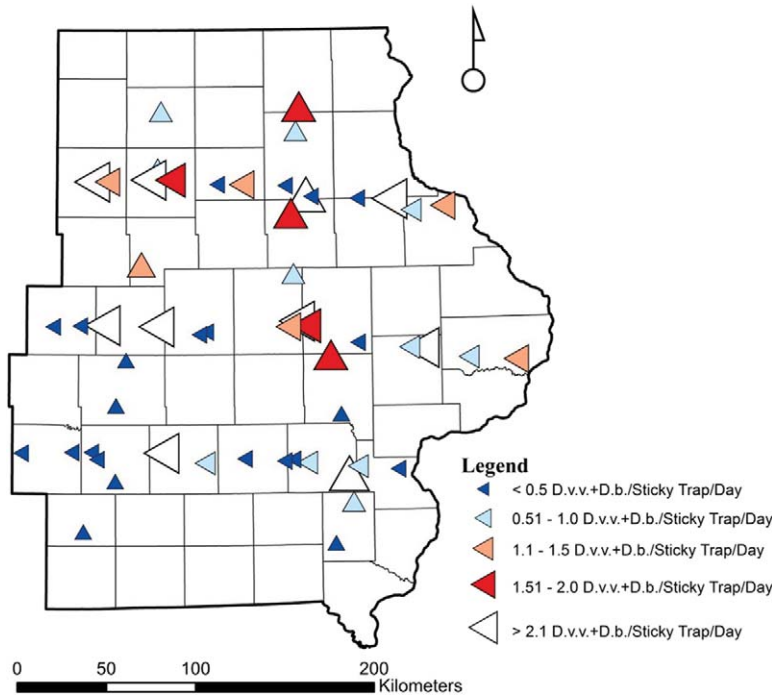 Legend
< 0.5 D.v.v.+D.b./Sticky Trap/Day
0.51 - 1.0 D.v.v.+D.b./Sticky Trap/Day
1.1 - 1.5 D.v.v.+D.b./Sticky Trap/Day
1.51 - 2.0 D.v.v.+D.b./Sticky Trap/Day
> 2.1 D.v.v.+D.b./Sticky Trap/Day
0 50 100 200
Kilometers